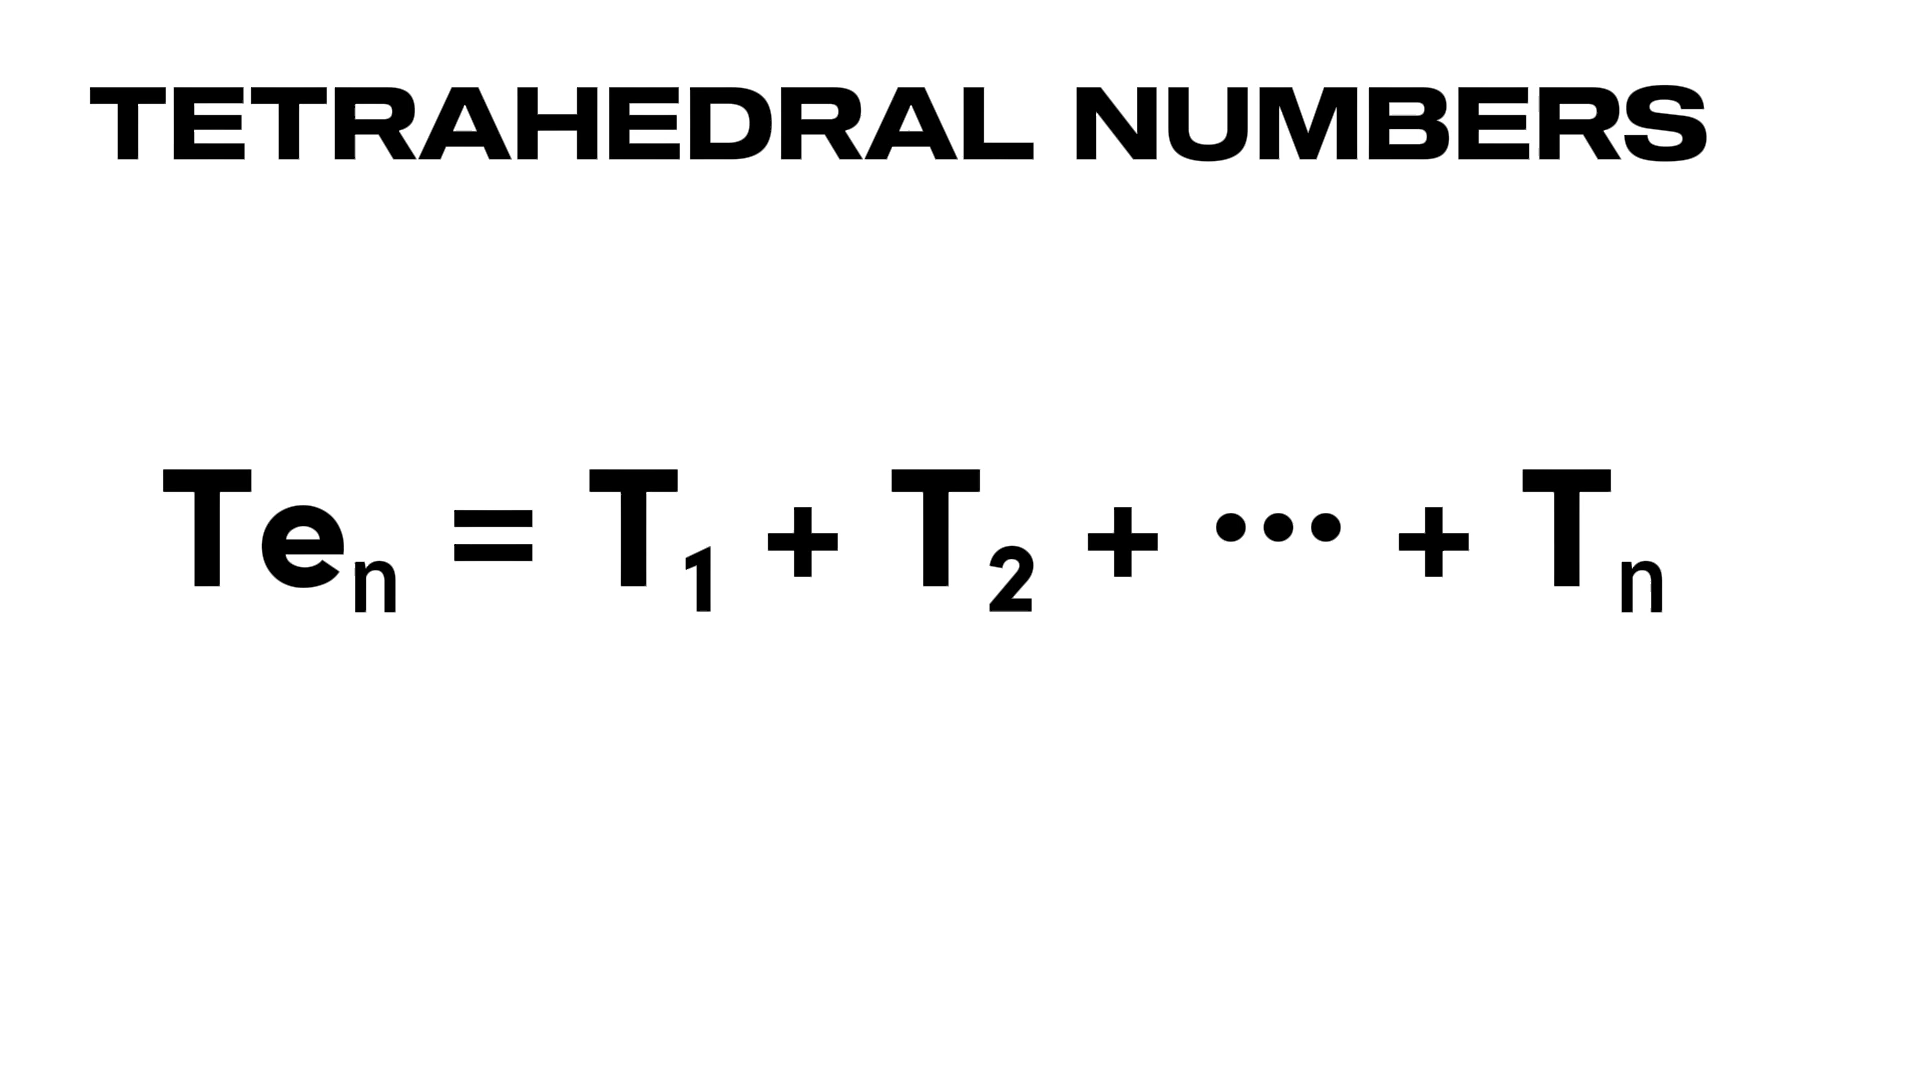 TETRAHEDRAL NUMBERS
Teₙ = T₁ + T₂ + ••• + Tₙ